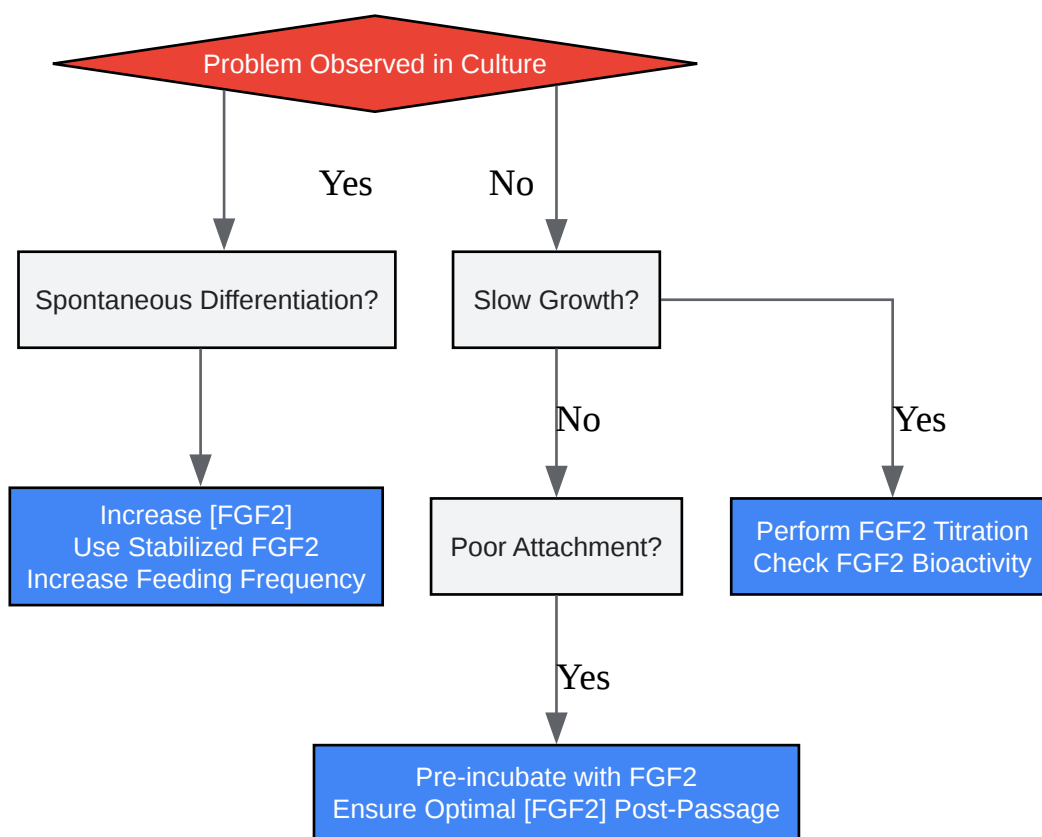 Problem Observed in Culture
Yes
No
Spontaneous Differentiation?
Slow Growth?
No
Yes
Increase [FGF2]
Use Stabilized FGF2
Increase Feeding Frequency
Poor Attachment?
Perform FGF2 Titration
Check FGF2 Bioactivity
Yes
Pre-incubate with FGF2
Ensure Optimal [FGF2] Post-Passage